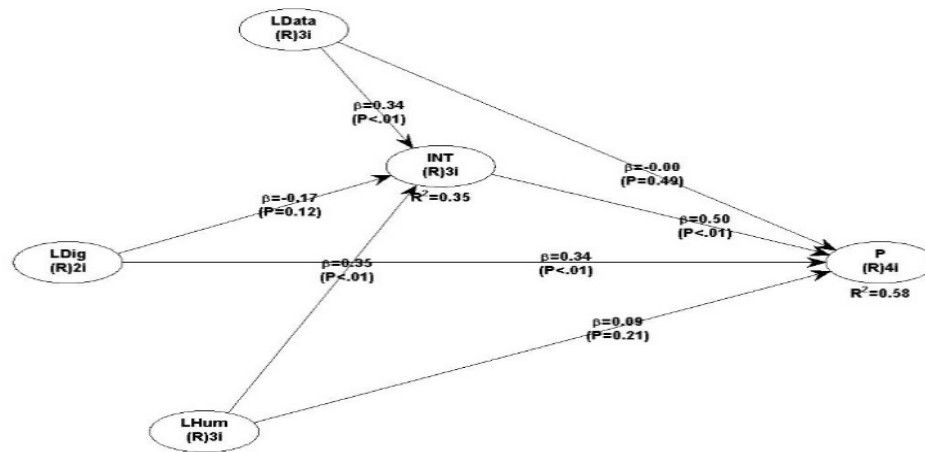 LData
(R)3i
β=0.34
(P<.01)
INT
(R)3i
R²=0.35
β=-0.00
(P=0.49)
β=-0.17
(P=0.12)
β=0.50
(P<.01)
LDig
(R)2i
β=0.35
(P<.01)
β=0.34
(P<.01)
P
(R)4i
R²=0.58
β=0.09
(P=0.21)
LHum
(R)3i